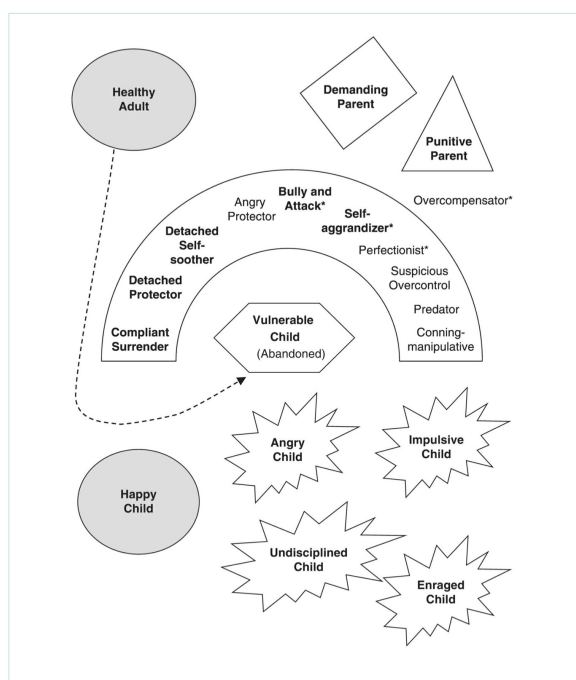 Healthy
Adult
Demanding
Parent
Punitive
Parent
Overcompensator*
Bully and
Attack*
Angry
Protector
Self-
aggrandizer*
Detached
Self-
soother
Perfectionist*
Suspicious
Overcontrol
Detached
Protector
Predator
Compliant
Surrender
Conning-
manipulative
Vulnerable
Child
(Abandoned)
Angry
Child
Impulsive
Child
Happy
Child
Undisciplined
Child
Enraged
Child